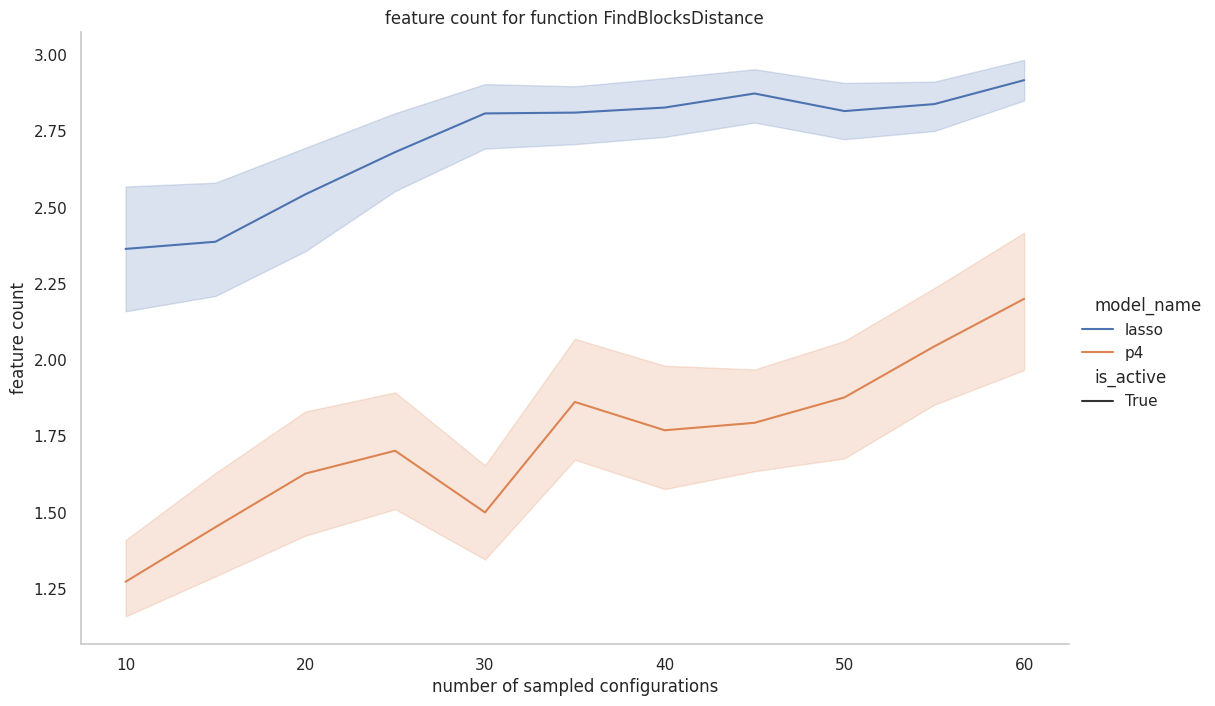 feature count for function FindBlocksDistance
3.00
2.75
2.50
2.25
2.00
1.75
1.50
1.25
feature count
10 20 30 40 50 60
number of sampled configurations
model_name
lasso
p4
is_active
True